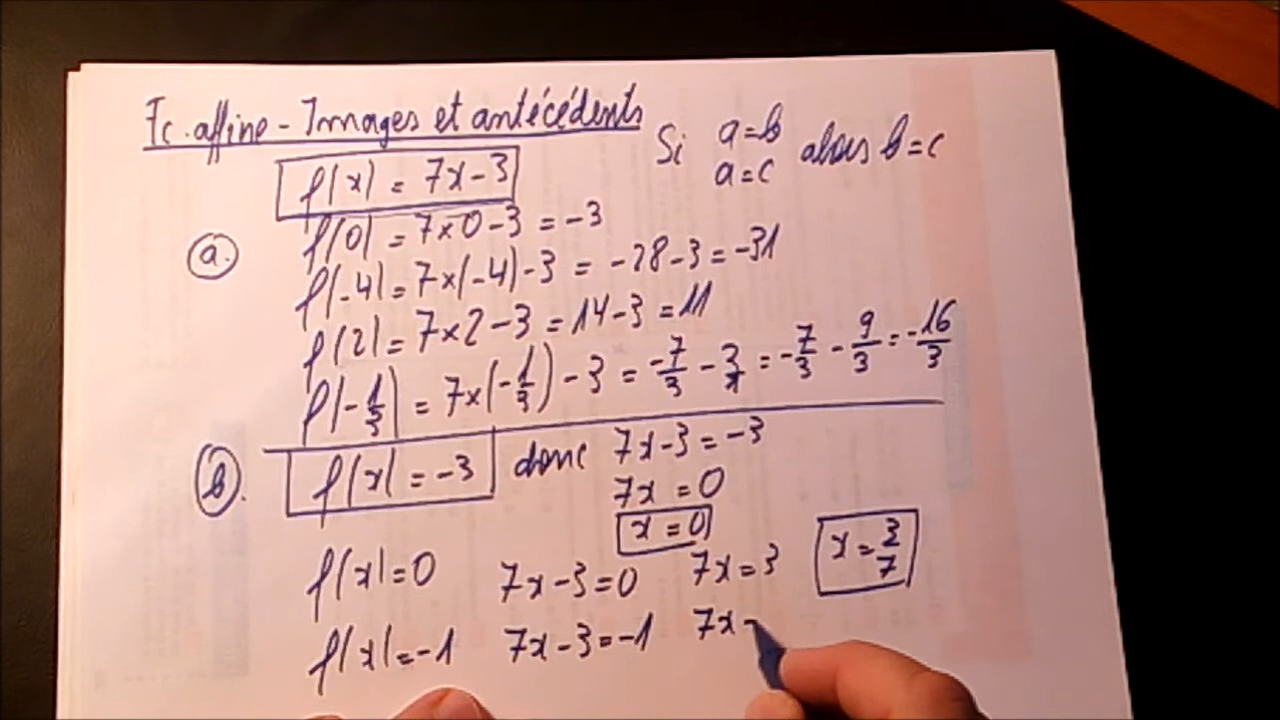 Fc. affine - Images et antécédents
Si a=b
a=c alors b=c
f(x) = 7x-3
a. f(0) = 7×0-3 = -3
f(-4) = 7×(-4)-3 = -28-3 = -31
f(2) = 7×2-3 = 14-3 = 11
f(-1/3) = 7×(-1/3)-3 = -7/3 - 3/1 = -7/3 - 9/3 = -16/3
b. f(x) = -3 donc 7x-3 = -3
7x = 0
x = 0
f(x) = 0 7x-3 = 0 7x = 3 x = 3/7
f(x) = -1 7x-3 = -1 7x